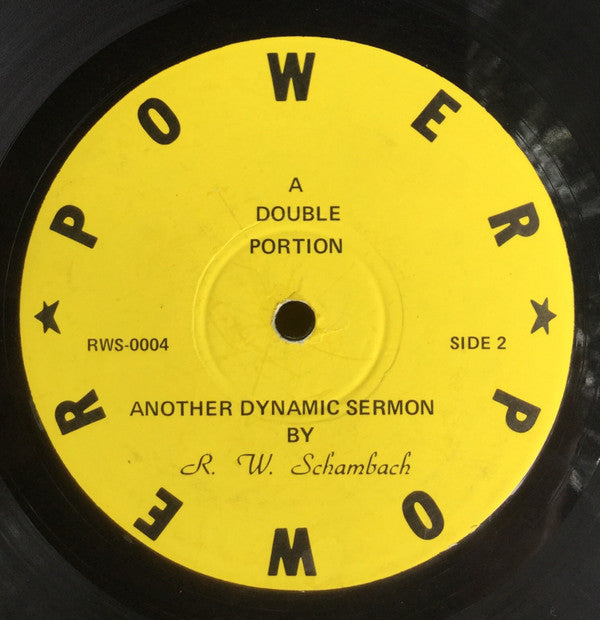 POWER
A
DOUBLE
PORTION
RWS-0004
SIDE 2
ANOTHER DYNAMIC SERMON
BY
R. W. Schambach
POWER